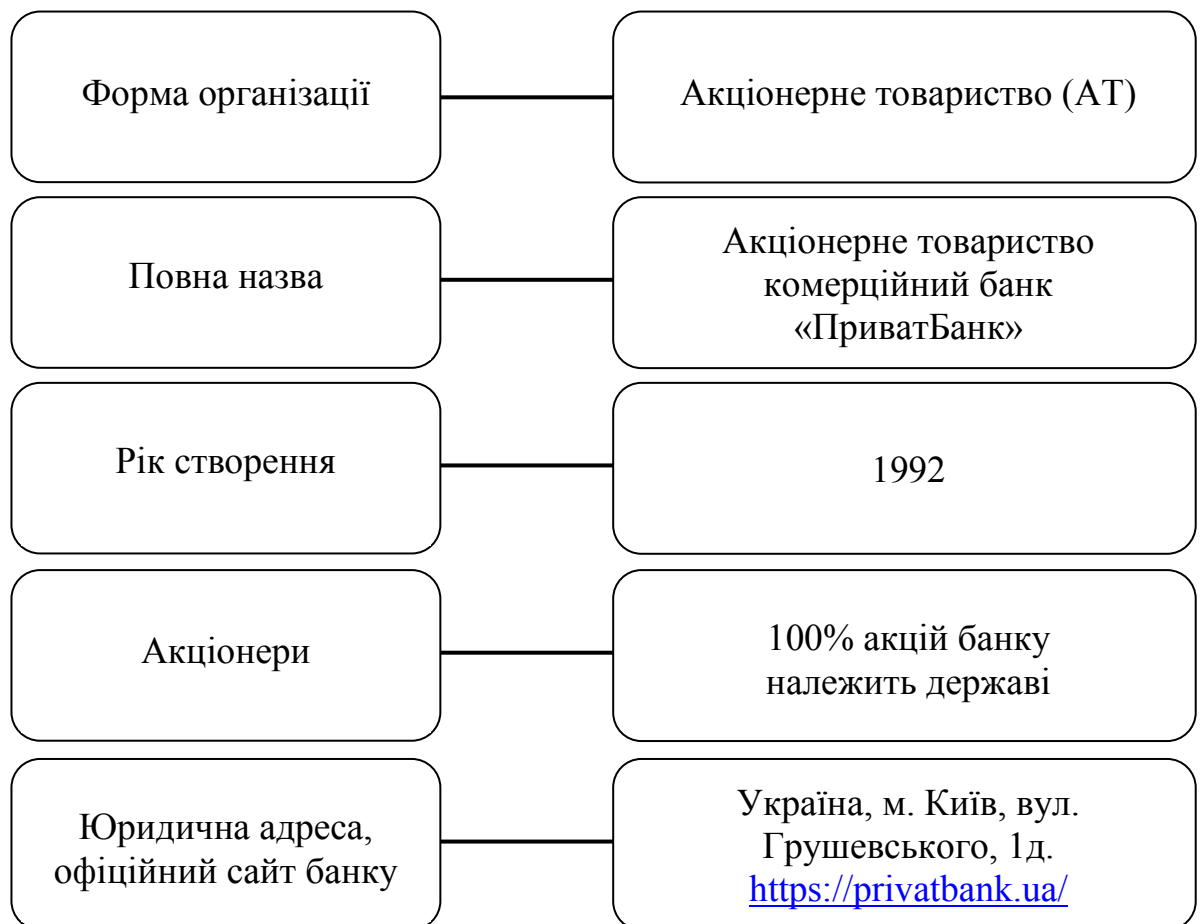 Форма організації
Акціонерне товариство (АТ)
Повна назва
Акціонерне товариство
комерційний банк
«ПриватБанк»
Рік створення
1992
Акціонери
100% акцій банку
належить державі
Юридична адреса,
офіційний сайт банку
Україна, м. Київ, вул.
Грушевського, 1д.
https://privatbank.ua/